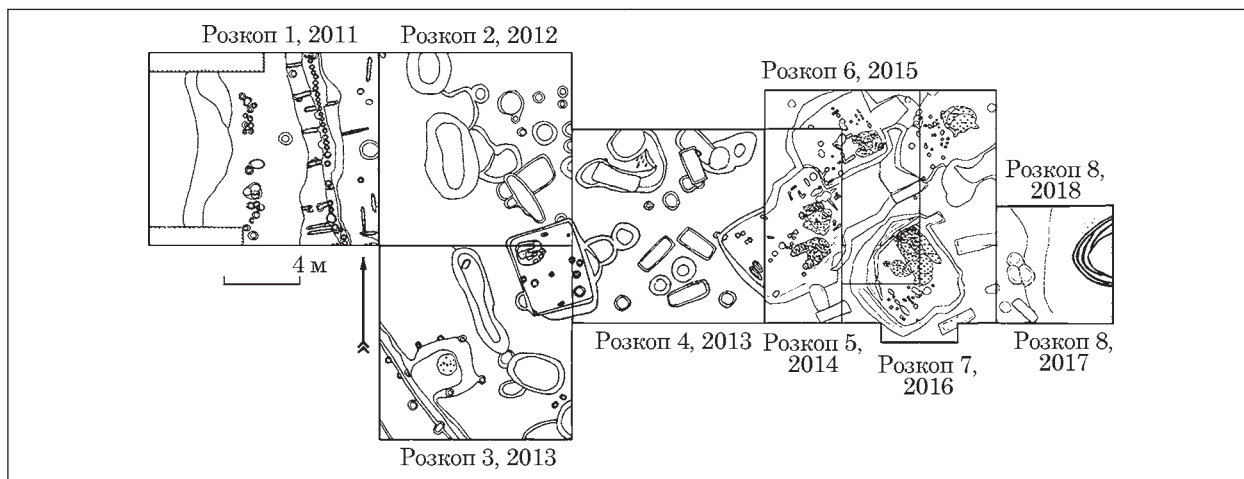 Розкоп 1, 2011
Розкоп 2, 2012
Розкоп 6, 2015
Розкоп 8,
2018
4 м
Розкоп 4, 2013
Розкоп 5,
2014
Розкоп 7,
2016
Розкоп 8,
2017
Розкоп 3, 2013